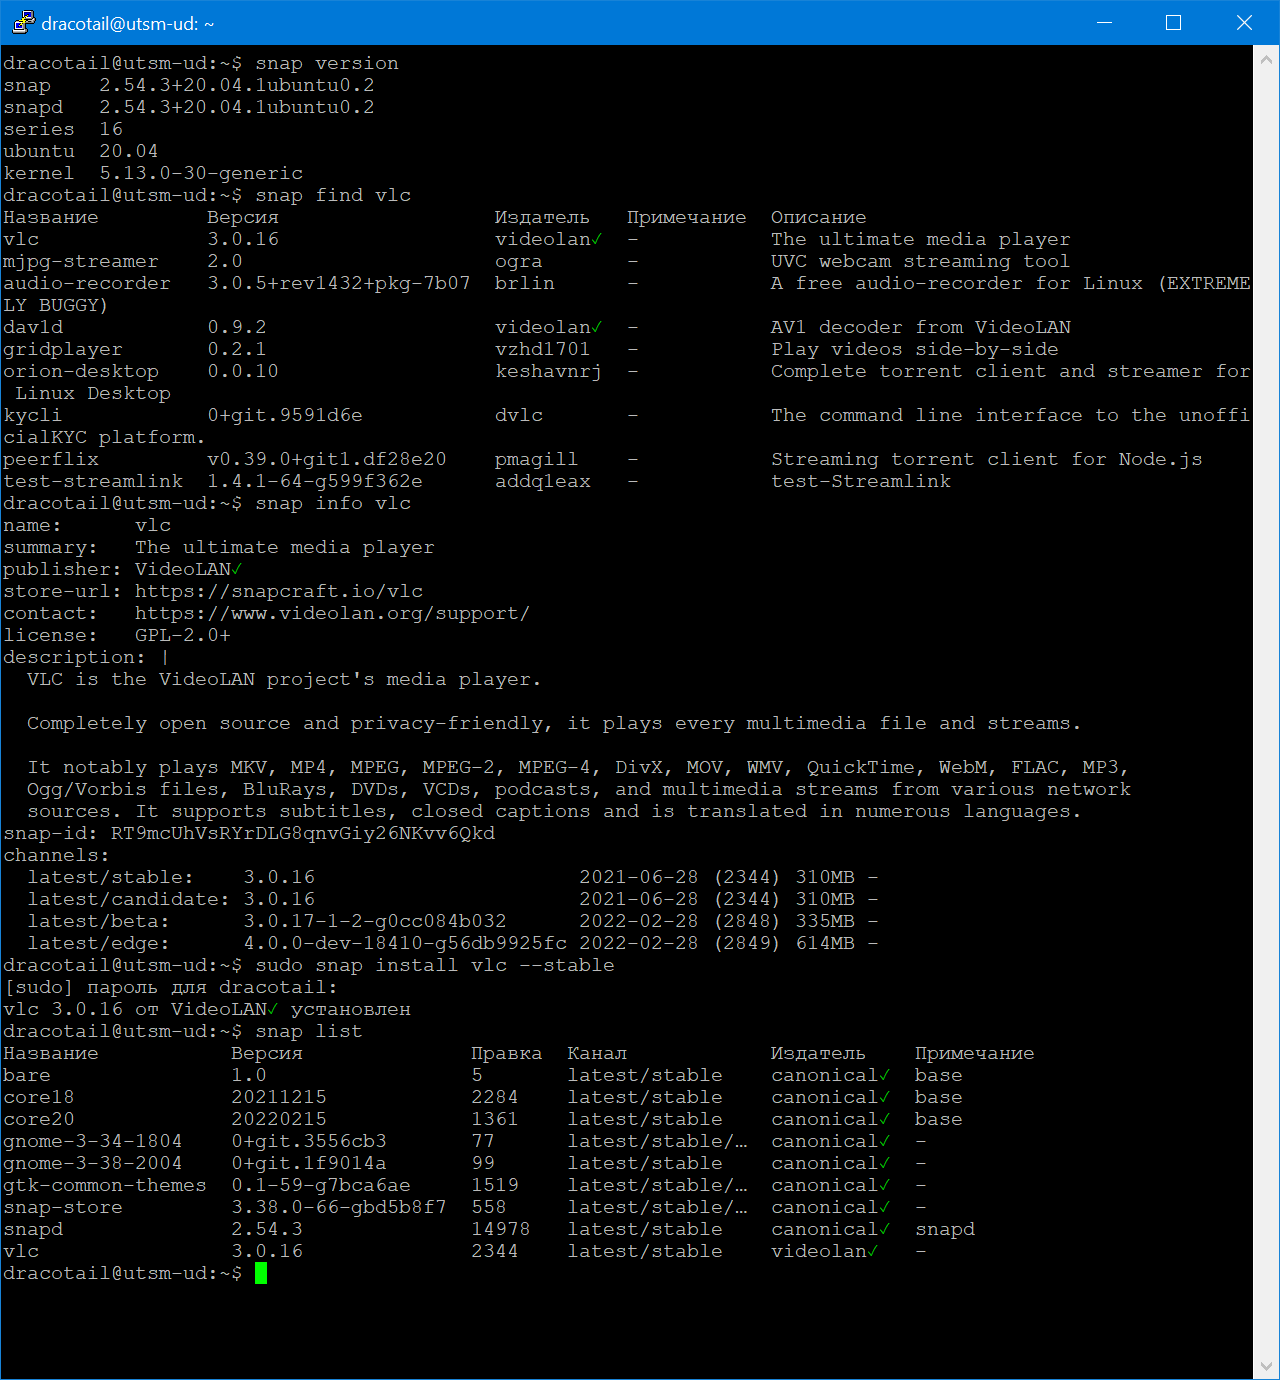 dracotail@utsm-ud: ~
dracotail@utsm-ud:~$ snap version
snap    2.54.3+20.04.1ubuntu0.2
snapd   2.54.3+20.04.1ubuntu0.2
series  16
ubuntu  20.04
kernel  5.13.0-30-generic
dracotail@utsm-ud:~$ snap find vlc
Название         Версия                  Издатель   Примечание  Описание
vlc              3.0.16                  videolan✓  -           The ultimate media player
mjpg-streamer    2.0                     ogra       -           UVC webcam streaming tool
audio-recorder   3.0.5+rev1432+pkg-7b07  brlin      -           A free audio-recorder for Linux (EXTREME
LY BUGGY)
dav1d            0.9.2                   videolan✓  -           AV1 decoder from VideoLAN
gridplayer       0.2.1                   vzhd1701   -           Play videos side-by-side
orion-desktop    0.0.10                  keshavnrj  -           Complete torrent client and streamer for
 Linux Desktop
kycli            0+git.9591d6e           dvlc       -           The command line interface to the unoffi
cialKYC platform.
peerflix         v0.39.0+git1.df28e20    pmagill    -           Streaming torrent client for Node.js
test-streamlink  1.4.1-64-g599f362e      addq1eax   -           test-Streamlink
dracotail@utsm-ud:~$ snap info vlc
name:      vlc
summary:   The ultimate media player
publisher: VideoLAN✓
store-url: https://snapcraft.io/vlc
contact:   https://www.videolan.org/support/
license:   GPL-2.0+
description: |
  VLC is the VideoLAN project's media player.
  Completely open source and privacy-friendly, it plays every multimedia file and streams.
  It notably plays MKV, MP4, MPEG, MPEG-2, MPEG-4, DivX, MOV, WMV, QuickTime, WebM, FLAC, MP3,
  Ogg/Vorbis files, BluRays, DVDs, VCDs, podcasts, and multimedia streams from various network
  sources. It supports subtitles, closed captions and is translated in numerous languages.
snap-id: RT9mcUhVsRYrDLG8qnvGiy26NKvv6Qkd
channels:
  latest/stable:    3.0.16                      2021-06-28 (2344) 310MB -
  latest/candidate: 3.0.16                      2021-06-28 (2344) 310MB -
  latest/beta:      3.0.17-1-2-g0cc084b032      2022-02-28 (2848) 335MB -
  latest/edge:      4.0.0-dev-18410-g56db9925fc 2022-02-28 (2849) 614MB -
dracotail@utsm-ud:~$ sudo snap install vlc --stable
[sudo] пароль для dracotail:
vlc 3.0.16 от VideoLAN✓ установлен
dracotail@utsm-ud:~$ snap list
Название           Версия              Правка  Канал            Издатель    Примечание
bare               1.0                 5       latest/stable    canonical✓  base
core18             20211215            2284    latest/stable    canonical✓  base
core20             20220215            1361    latest/stable    canonical✓  base
gnome-3-34-1804    0+git.3556cb3       77      latest/stable/…  canonical✓  -
gnome-3-38-2004    0+git.1f9014a       99      latest/stable    canonical✓  -
gtk-common-themes  0.1-59-g7bca6ae     1519    latest/stable/…  canonical✓  -
snap-store         3.38.0-66-gbd5b8f7  558     latest/stable/…  canonical✓  -
snapd              2.54.3              14978   latest/stable    canonical✓  snapd
vlc                3.0.16              2344    latest/stable    videolan✓   -
dracotail@utsm-ud:~$